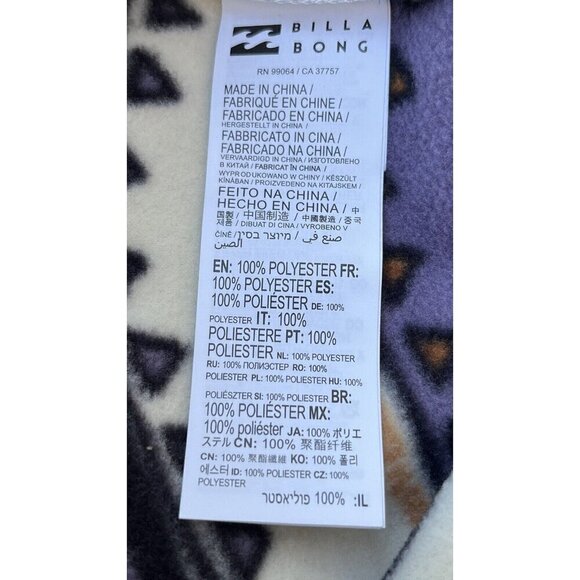 BILLA
BONG
RN 99064 / CA 37757
MADE IN CHINA /
FABRIQUÉ EN CHINE /
FABRICADO EN CHINA /
HERGESTELLT IN CHINA /
FABBRICATO IN CINA /
FABRICADO NA CHINA /
VERVAARDIGD IN CHINA / ИЗГОТОВЛЕНО
В КИТАЙ / FABRICAT ÎN CHINA /
WYPRODUKOWANO W CHINY / KÉSZÜLT
KÍNÁBAN / PROIZVEDENO NA KITAJSKEM /
FEITO NA CHINA /
HECHO EN CHINA / 中
国製 / 中国制造 / 中國製造 / 중국
제품 / DIBUAT DI CINA / VYROBENO V
ČÍNĚ / מיוצר בסין / صنع في
الصين
EN: 100% POLYESTER FR:
100% POLYESTER ES:
100% POLIÉSTER DE: 100%
POLYESTER IT: 100%
POLIESTERE PT: 100%
POLIESTER NL: 100% POLYESTER
RU: 100% ПОЛИЭСТЕР RO: 100%
POLIESTER PL: 100% POLIESTER HU: 100%
POLIÉSZTER SI: 100% POLIESTER BR:
100% POLIÉSTER MX:
100% poliéster JA: 100% ポリエ
ステル CN: 100% 聚酯纤维
CN: 100% 聚酯纖維 KO: 100% 폴리
에스터 ID: 100% POLIESTER CZ: 100%
POLYESTER
IL: 100% פוליאסטר